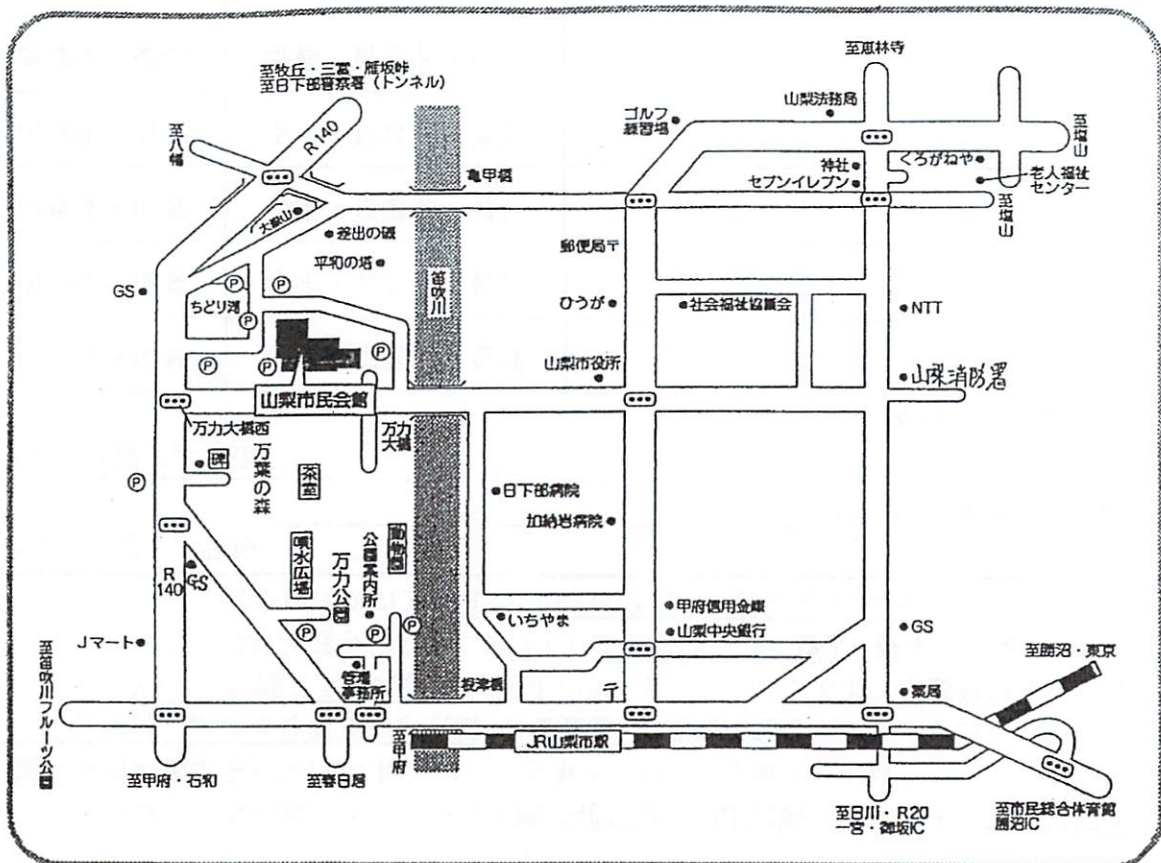 至恵林寺
至牧丘・三富・雁坂峠
至日下部警察署（トンネル）
山梨法務局
ゴルフ
練習場
至八幡
R140
至塩山
亀甲橋
神社
くろがねや
セブンイレブン
老人福祉
センター
至塩山
大嶽山
差出の磯
郵便局〒
平和の塔
笛吹川
GS
P
ちどり湖
P
P
ひうが
社会福祉協議会
NTT
P
P
P
山梨市役所
山梨消防署
山梨市民会館
万力大橋西
万力
大橋
碑
万葉の森
茶室
P
日下部病院
加納岩病院
動物園
噴水広場
万力公園
公園案内所
R
140
GS
いちやま
甲府信用金庫
P
P
P
山梨中央銀行
GS
Jマート
至勝沼・東京
至笛吹川フルーツ公園
管理
事務所
根津橋
〒
薬局
至甲府
JR山梨市駅
至甲府・石和
至春日居
至日川・R20
一宮・御坂IC
至市民総合体育館
勝沼IC